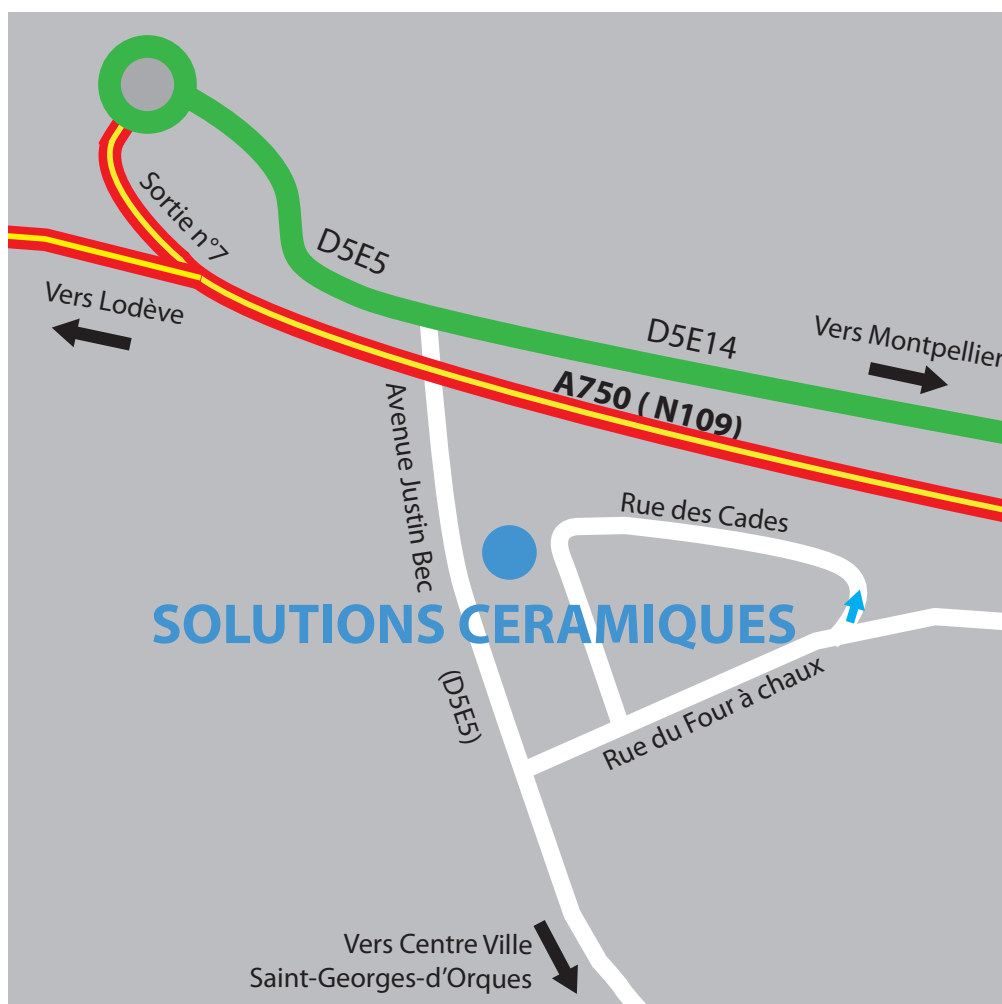 Sortie n°7
D5E5
Vers Lodève
D5E14
Vers Montpellier
A750 ( N109)
Avenue Justin Bec
Rue des Cades
SOLUTIONS CERAMIQUES
(D5E5)
Rue du Four à chaux
Vers Centre Ville
Saint-Georges-d'Orques